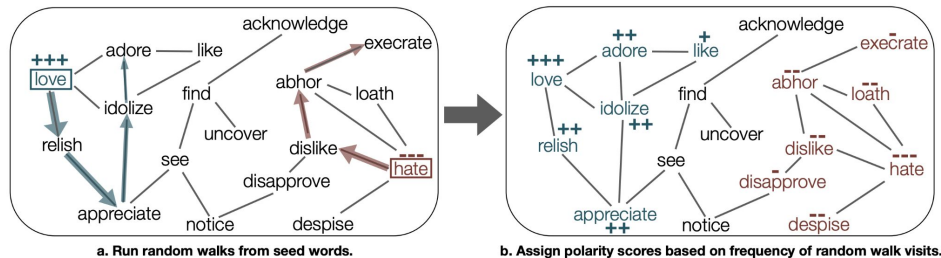 acknowledge
adore
like
execrate
+++
love
find
abhor
loath
idolize
uncover
relish
dislike
---
hate
see
disapprove
appreciate
notice
despise
a. Run random walks from seed words.
acknowledge
++
adore
+
like
-
execrate
+++
love
find
--
abhor
--
loath
idolize
++
uncover
++
relish
--
dislike
---
hate
see
-
disapprove
appreciate
++
notice
--
despise
b. Assign polarity scores based on frequency of random walk visits.